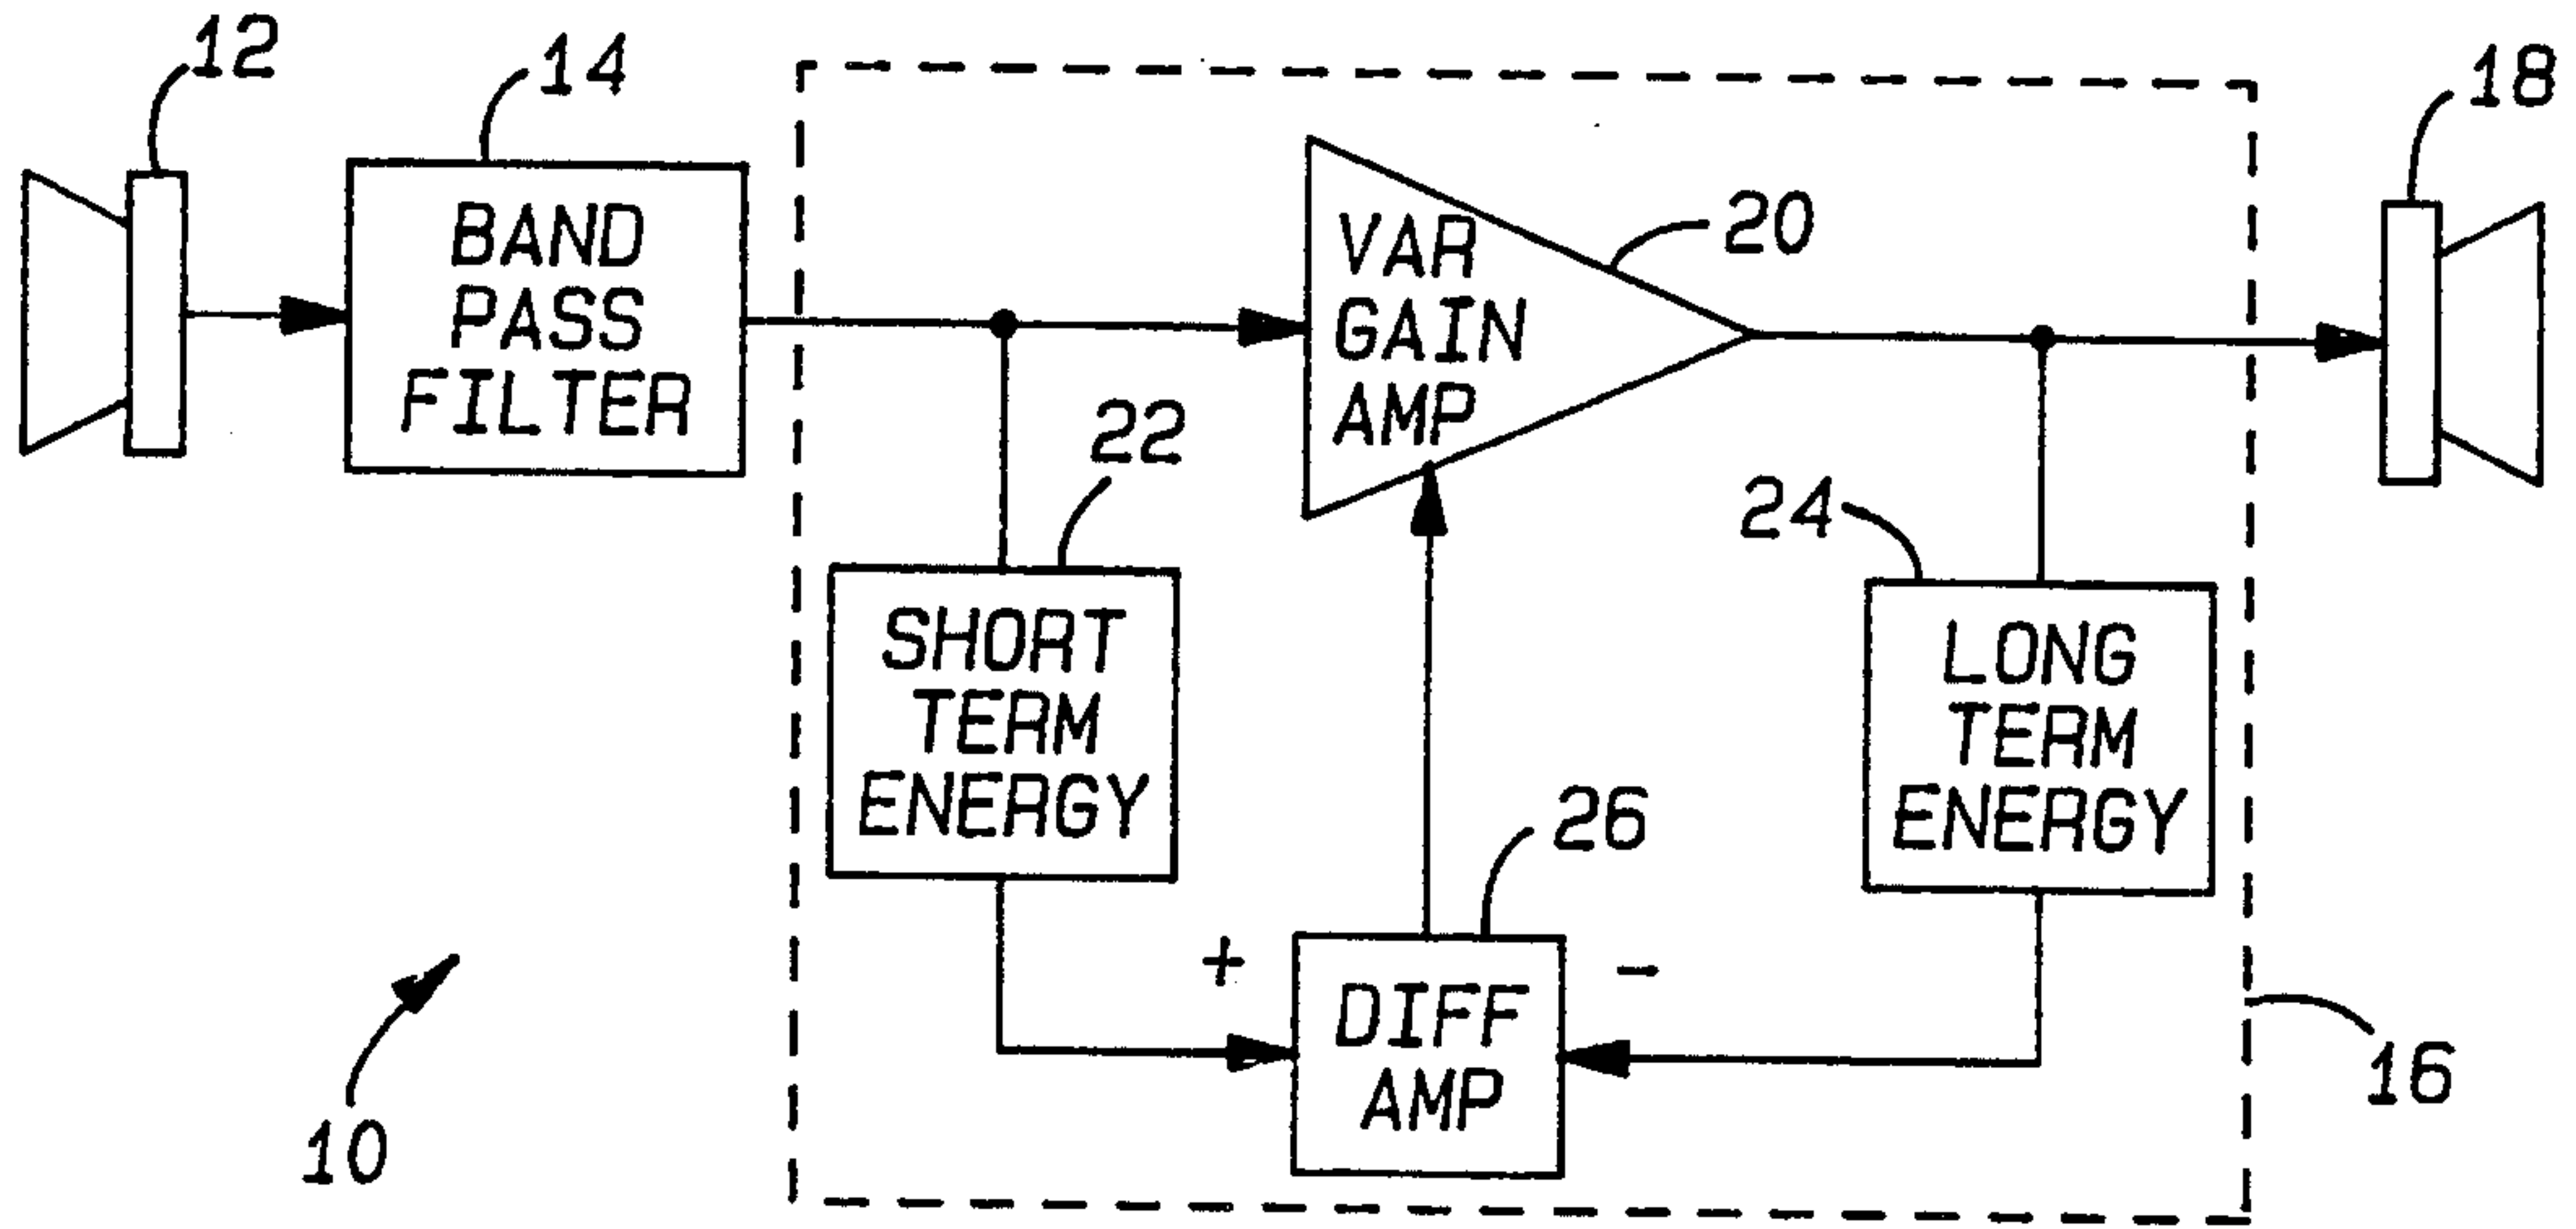 12
14
18
BAND
PASS
FILTER
VAR
GAIN
AMP
20
22
24
SHORT
TERM
ENERGY
LONG
TERM
ENERGY
26
+
-
DIFF
AMP
16
10